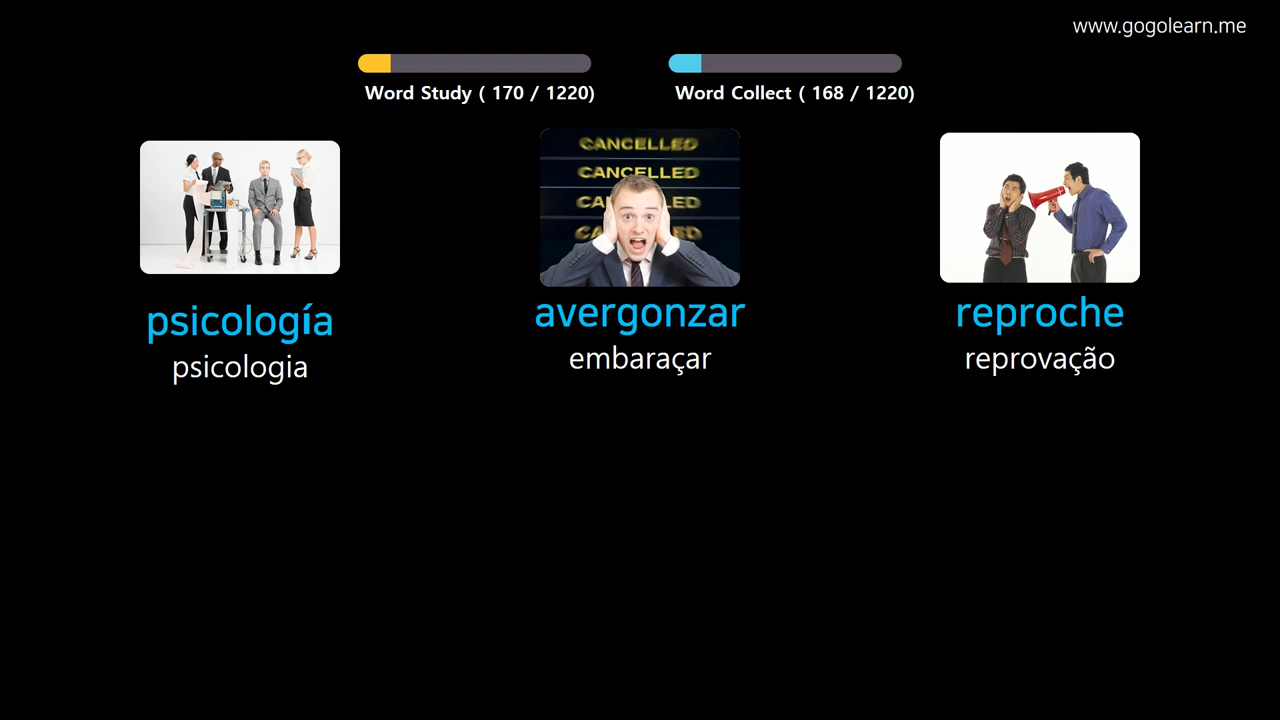 www.gogolearn.me
Word Study ( 170 / 1220)
Word Collect ( 168 / 1220)
CANCELLED
CANCELLED
psicología
avergonzar
reproche
psicologia
embaraçar
reprovação